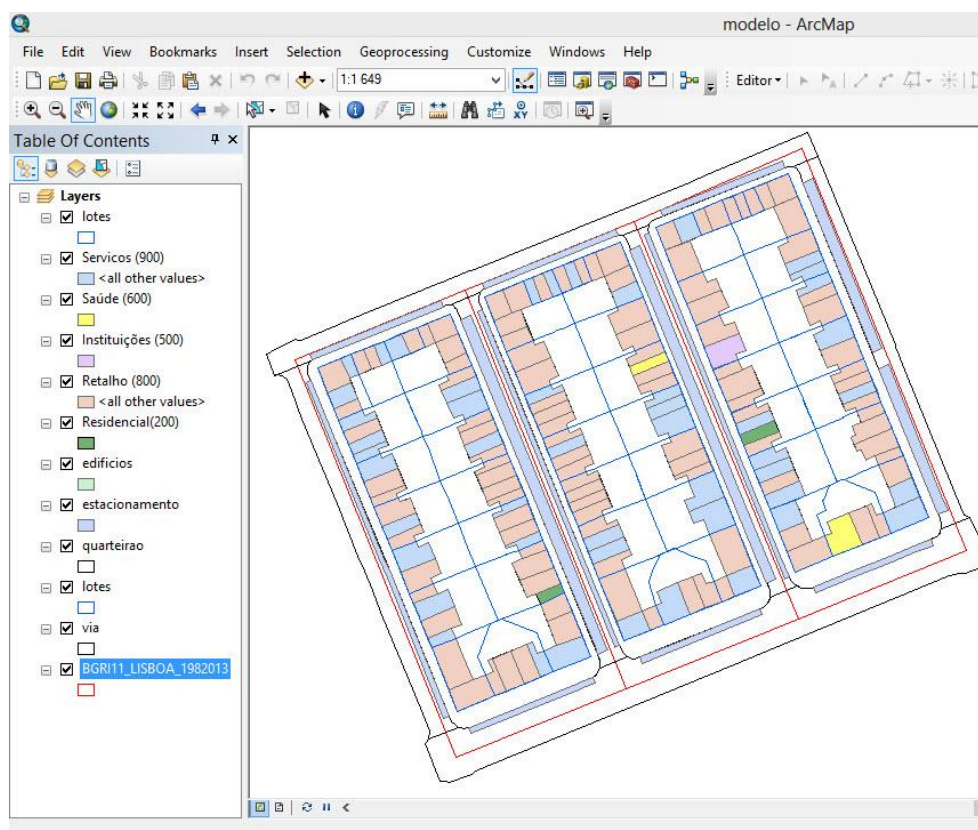 modelo - ArcMap
File Edit View Bookmarks Insert Selection Geoprocessing Customize Windows Help
1:1 649
Editor
XY
Table Of Contents
Layers
lotes
Servicos (900)
<all other values>
Saúde (600)
Instituições (500)
Retalho (800)
<all other values>
Residencial(200)
edificios
estacionamento
quarteirao
lotes
via
BGRI11_LISBOA_1982013